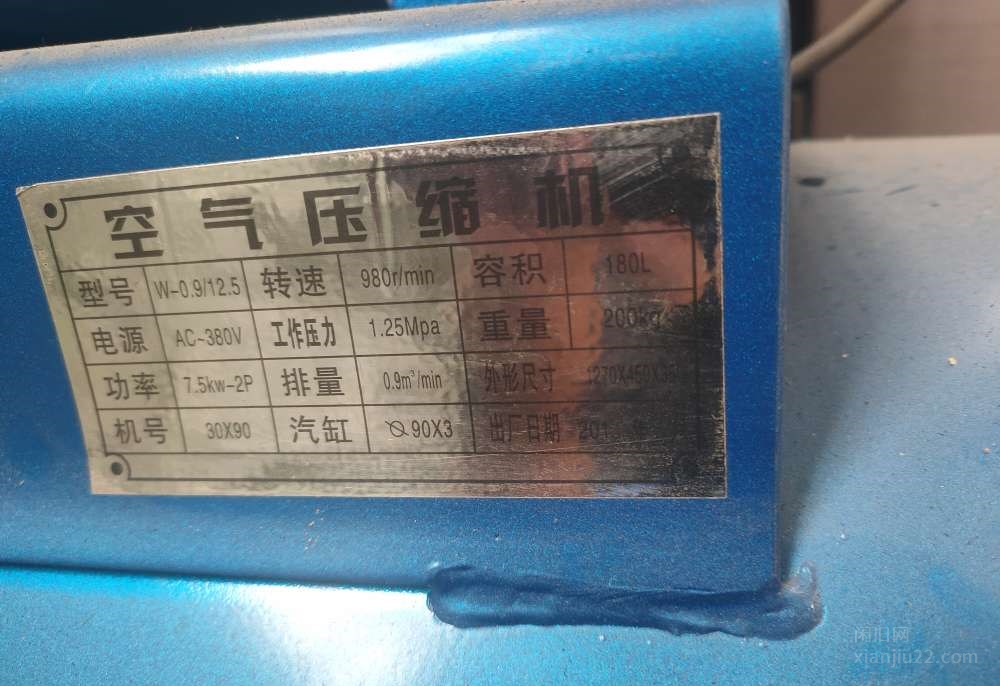 空气压缩机
型号 W-0.9/12.5 转速 980r/min 容积 180L
电源 AC~380V 工作压力 1.25Mpa 重量 200kg
功率 7.5kw-2P 排量 0.9m³/min 外形尺寸
机号 30X90 汽缸 Ø90X3 出厂日期
闲旧网
xianjiu22.com